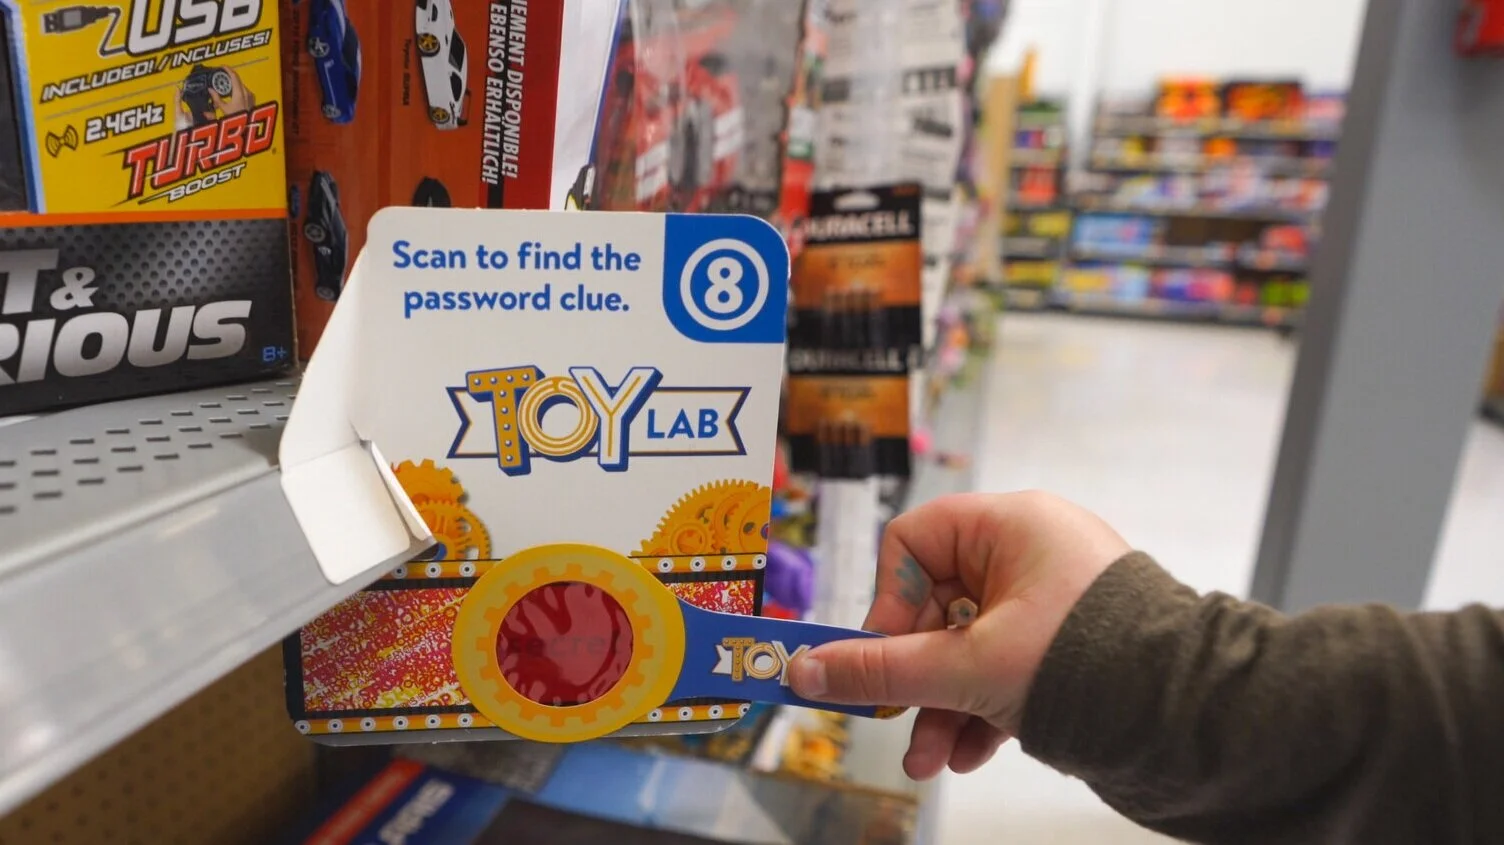 USB
INCLUDED! / INCLUSES!
2.4GHz
TURBO
BOOST
T &
RIOUS
8+
EMENT DISPONIBLE!
EBENSO ERHÄLTLICH!
Scan to find the
password clue.
8
TOY LAB
secre
TOY
DURACELL
DURACELL